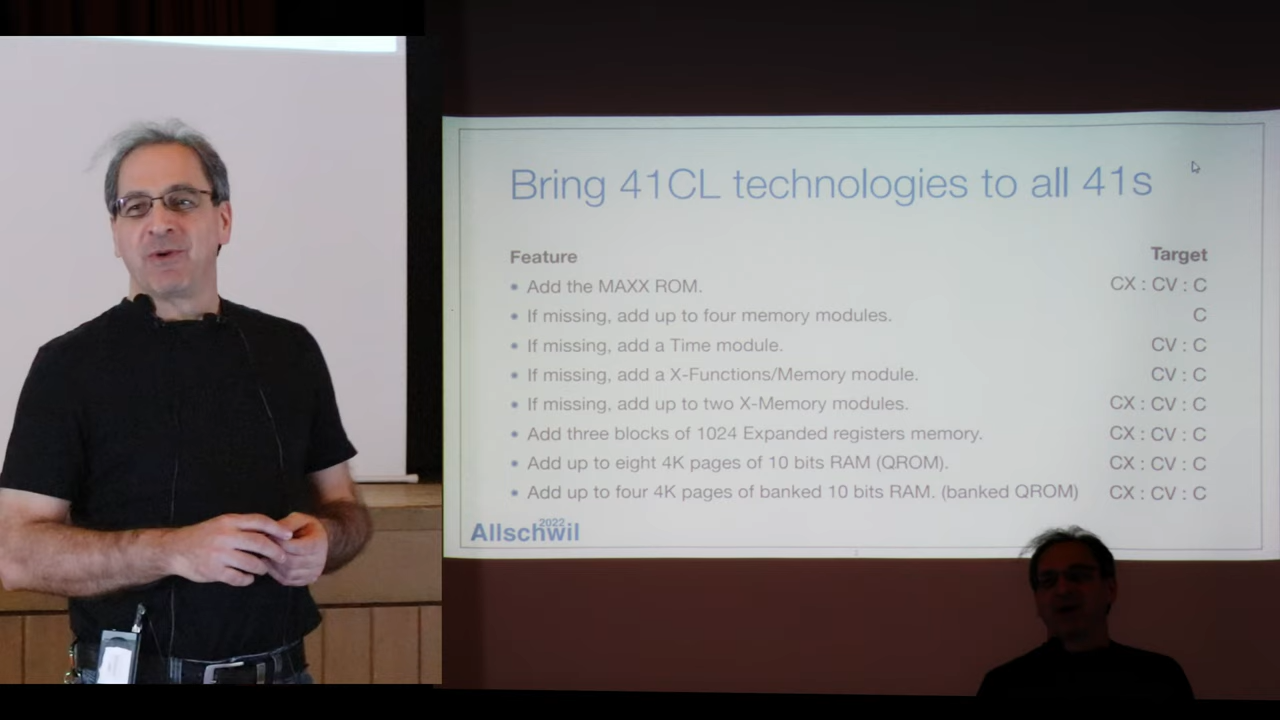 Bring 41CL technologies to all 41s
Feature Target
• Add the MAXX ROM. CX : CV : C
• If missing, add up to four memory modules. C
• If missing, add a Time module. CV : C
• If missing, add a X-Functions/Memory module. CV : C
• If missing, add up to two X-Memory modules. CX : CV : C
• Add three blocks of 1024 Expanded registers memory. CX : CV : C
• Add up to eight 4K pages of 10 bits RAM (QROM). CX : CV : C
• Add up to four 4K pages of banked 10 bits RAM. (banked QROM) CX : CV : C
2022
Allschwil